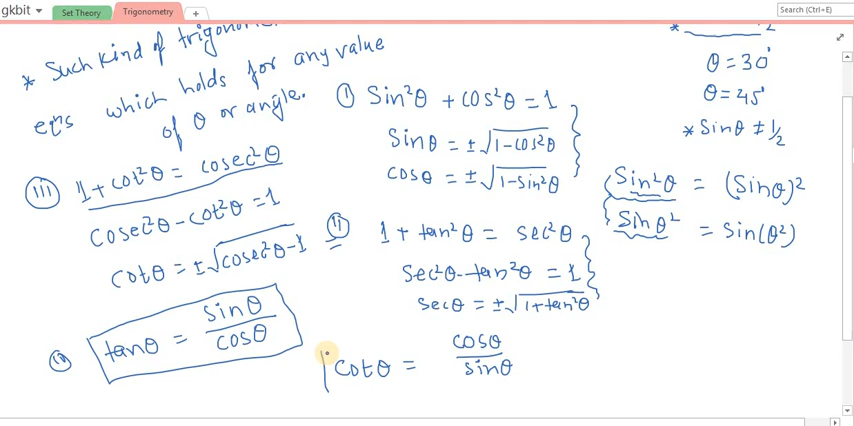 gkbit
Set Theory
Trigonometry
+
Search (Ctrl+E)
* Such kind of
eqns which holds for any value
of θ or angle.
① Sin²θ + cos²θ = 1
Sinθ = ±√1-cos²θ
cosθ = ±√1-Sin²θ
θ = 30°
θ = 45°
* Sinθ ≠ 1/2
Sin²θ = (Sinθ)²
Sinθ² = Sin(θ²)
(iii) 1 + cot²θ = cosec²θ
cosec²θ - cot²θ = 1
cotθ = ±√cosec²θ-1
(ii) 1 + tan²θ = sec²θ
Sec²θ - tan²θ = 1
secθ = ±√1+tan²θ
(iv) tanθ = sinθ/cosθ
cotθ = cosθ/sinθ